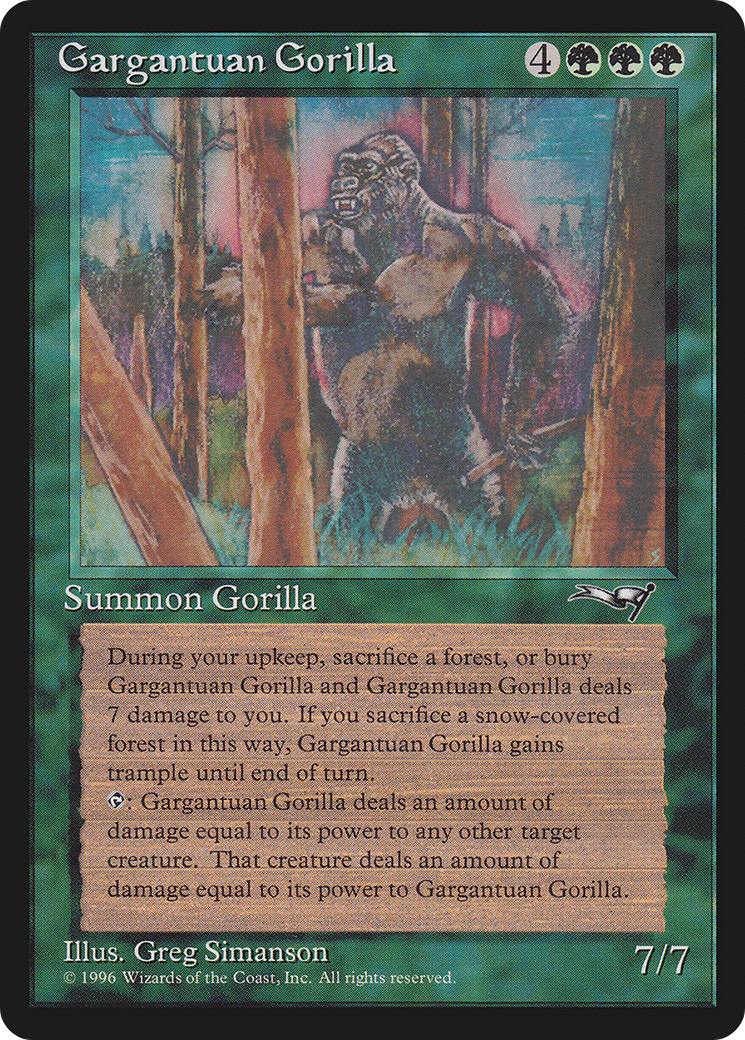 Gargantuan Gorilla 4
Summon Gorilla
During your upkeep, sacrifice a forest, or bury
Gargantuan Gorilla and Gargantuan Gorilla deals
7 damage to you. If you sacrifice a snow-covered
forest in this way, Gargantuan Gorilla gains
trample until end of turn.
: Gargantuan Gorilla deals an amount of
damage equal to its power to any other target
creature. That creature deals an amount of
damage equal to its power to Gargantuan Gorilla.
Illus. Greg Simanson
7/7
© 1996 Wizards of the Coast, Inc. All rights reserved.